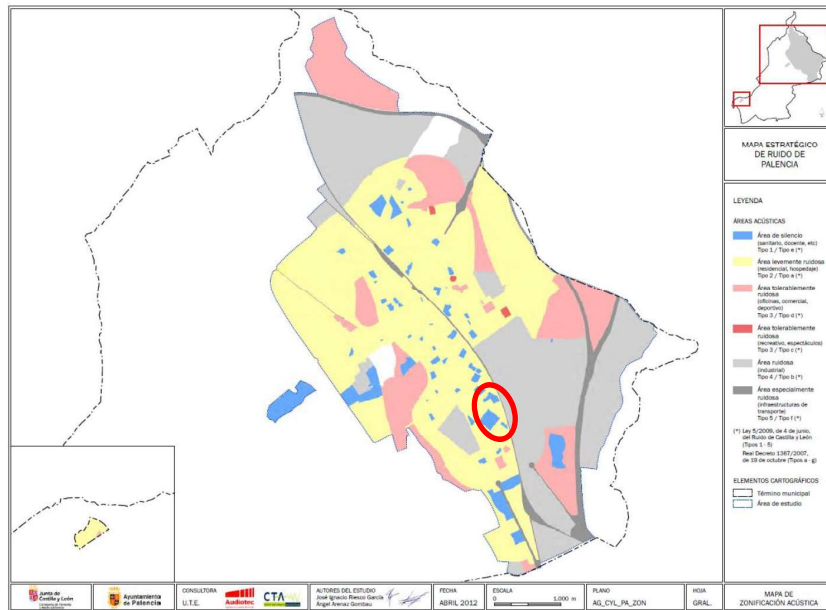 MAPA ESTRATÉGICO
DE RUIDO DE
PALENCIA
LEYENDA
ÁREAS ACÚSTICAS
Área de silencio
(sanitario, docente, etc)
Tipo 1 / Tipo e (*)
Área levemente ruidosa
(residencial, hospedaje)
Tipo 2 / Tipo a (*)
Área tolerablemente
ruidosa
(oficinas, comercial,
deportivo)
Tipo 3 / Tipo d (*)
Área tolerablemente
ruidosa
(recreativo, espectáculos)
Tipo 3 / Tipo c (*)
Área ruidosa
(industrial)
Tipo 4 / Tipo b (*)
Área especialmente
ruidosa
(infraestructuras de
transporte)
Tipo 5 / Tipo f (*)
(*) Ley 5/2009, de 4 de junio,
del Ruido de Castilla y León
(Tipos 1 - 5)
Real Decreto 1367/2007,
de 19 de octubre (Tipos a - g)
ELEMENTOS CARTOGRÁFICOS
Término municipal
Área de estudio
Junta de
Castilla y León
Ayuntamiento
de Palencia
CONSULTORA
U.T.E.
Audiotec
CTA
AUTORES DEL ESTUDIO
José Ignacio Riesco García
Ángel Arenaz Gombau
FECHA
ABRIL 2012
ESCALA
0 1.000 m
PLANO
AG_CYL_PA_ZON
HOJA
GRAL.
MAPA DE
ZONIFICACIÓN ACÚSTICA